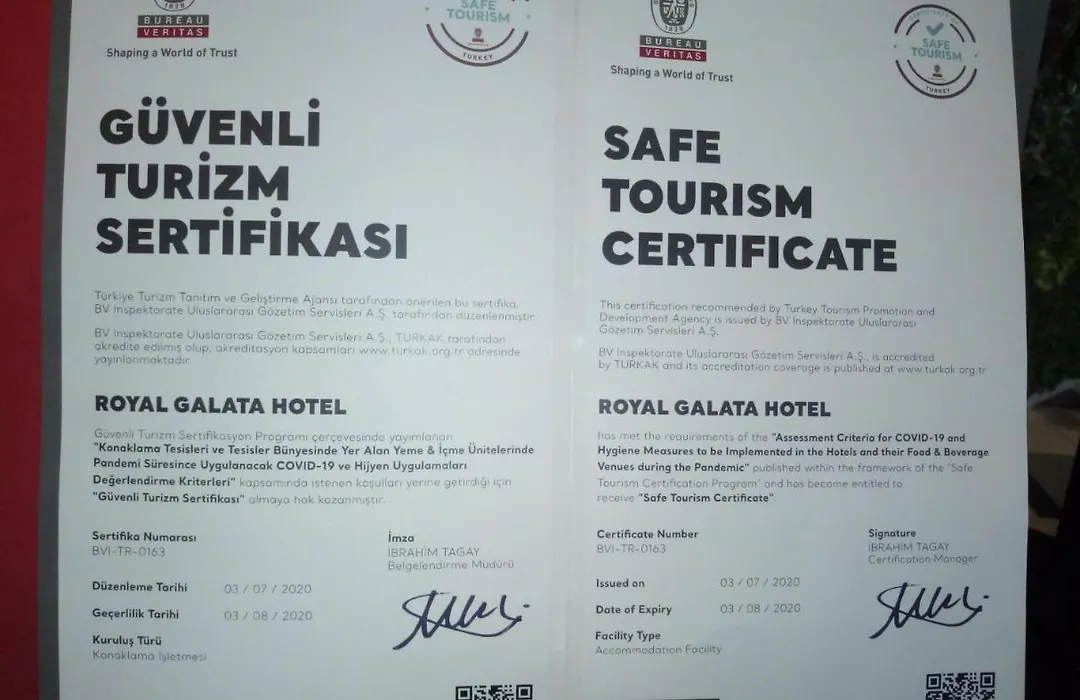 1828
BUREAU
VERITAS
Shaping a World of Trust
SAFE
TOURISM
TURKEY
GÜVENLİ
TURİZM
SERTİFİKASI
Türkiye Turizm Tanıtım ve Geliştirme Ajansı tarafından önerilen bu sertifika,
BV Inspektorate Uluslararası Gözetim Servisleri A.Ş. tarafından düzenlenmiştir.
BV Inspektorate Uluslararası Gözetim Servisleri A.Ş., TÜRKAK tarafından
akredite edilmiş olup, akreditasyon kapsamları www.turkak.org.tr adresinde
yayınlanmaktadır.
ROYAL GALATA HOTEL
Güvenli Turizm Sertifikasyon Programı çerçevesinde yayımlanan
"Konaklama Tesisleri ve Tesisler Bünyesinde Yer Alan Yeme & İçme Ünitelerinde
Pandemi Süresince Uygulanacak COVID-19 ve Hijyen Uygulamaları
Değerlendirme Kriterleri" kapsamında istenen koşulları yerine getirdiği için
"Güvenli Turizm Sertifikası" almaya hak kazanmıştır.
Sertifika Numarası
BVI-TR-0163
İmza
İBRAHİM TAGAY
Belgelendirme Müdürü
Düzenleme Tarihi 03 / 07 / 2020
Geçerlilik Tarihi 03 / 08 / 2020
Kuruluş Türü
Konaklama İşletmesi
1828
BUREAU
VERITAS
Shaping a World of Trust
SAFE
TOURISM
TURKEY
SAFE
TOURISM
CERTIFICATE
This certification recommended by Turkey Tourism Promotion and
Development Agency is issued by BV Inspektorate Uluslararası
Gözetim Servisleri A.Ş.
BV Inspektorate Uluslararası Gözetim Servisleri A.Ş., is accredited
by TURKAK and its accreditation coverage is published at www.turkak.org.tr
ROYAL GALATA HOTEL
has met the requirements of the "Assessment Criteria for COVID-19 and
Hygiene Measures to be Implemented in the Hotels and their Food & Beverage
Venues during the Pandemic" published within the framework of the "Safe
Tourism Certification Program" and has become entitled to
receive "Safe Tourism Certificate".
Certificate Number
BVI-TR-0163
Signature
İBRAHİM TAGAY
Certification Manager
Issued on 03 / 07 / 2020
Date of Expiry 03 / 08 / 2020
Facility Type
Accommodation Facility